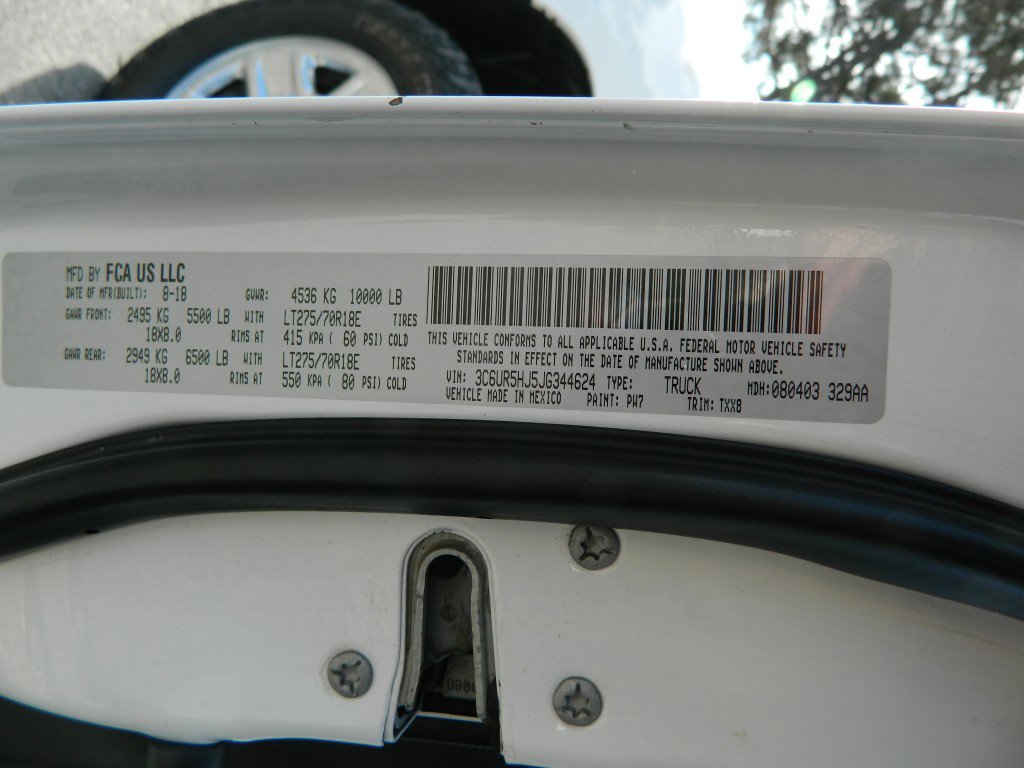 MFD BY FCA US LLC
DATE OF MFR(BUILT): 8-18 GVWR: 4536 KG 10000 LB
GAWR FRONT: 2495 KG 5500 LB WITH LT275/70R18E TIRES
18X8.0 RIMS AT 415 KPA ( 60 PSI) COLD
GAWR REAR: 2949 KG 6500 LB WITH LT275/70R18E TIRES
18X8.0 RIMS AT 550 KPA ( 80 PSI) COLD
THIS VEHICLE CONFORMS TO ALL APPLICABLE U.S.A. FEDERAL MOTOR VEHICLE SAFETY
STANDARDS IN EFFECT ON THE DATE OF MANUFACTURE SHOWN ABOVE.
VIN: 3C6UR5HJ5JG344624 TYPE: TRUCK MDH:080403 329AA
VEHICLE MADE IN MEXICO PAINT: PW7 TRIM: TXX8